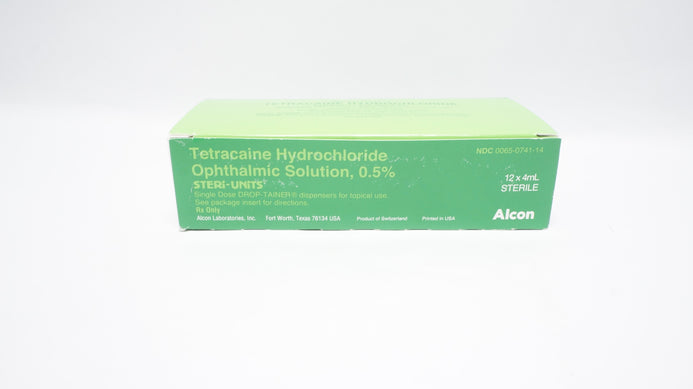 TETRACAINE HYDROCHLORIDE
Tetracaine Hydrochloride
Ophthalmic Solution, 0.5%
STERI-UNITS®
Single Dose DROP-TAINER® dispensers for topical use.
See package insert for directions.
Rx Only
Alcon Laboratories, Inc. Fort Worth, Texas 76134 USA Product of Switzerland Printed in USA
NDC 0065-0741-14
12 x 4mL
STERILE
Alcon